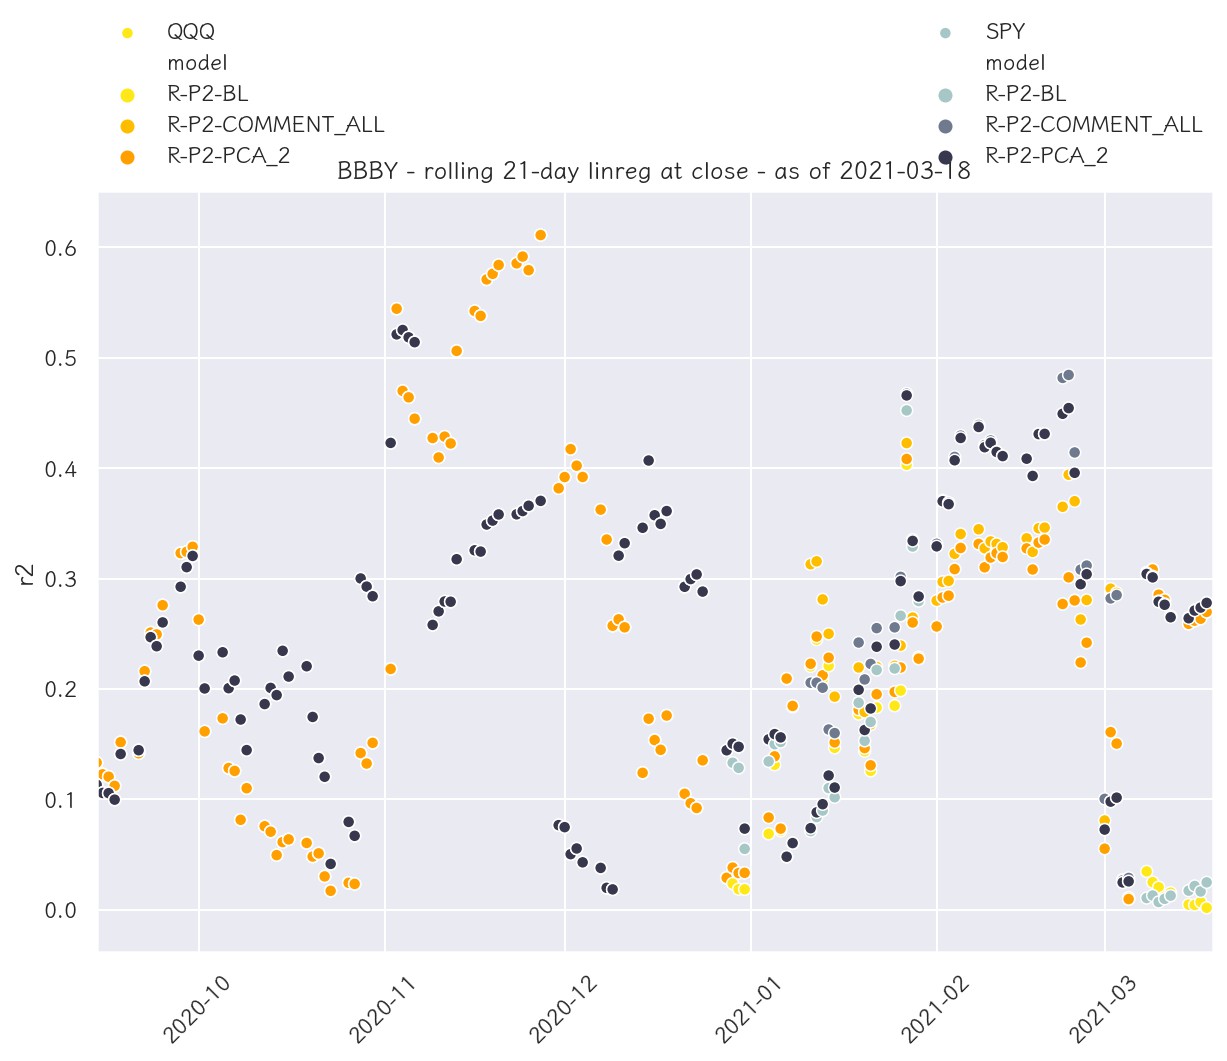 QQQ
model
R-P2-BL
R-P2-COMMENT_ALL
R-P2-PCA_2
SPY
model
R-P2-BL
R-P2-COMMENT_ALL
R-P2-PCA_2
BBBY - rolling 21-day linreg at close - as of 2021-03-18
0.6
0.5
0.4
0.3
0.2
0.1
0.0
r2
2020-10
2020-11
2020-12
2021-01
2021-02
2021-03